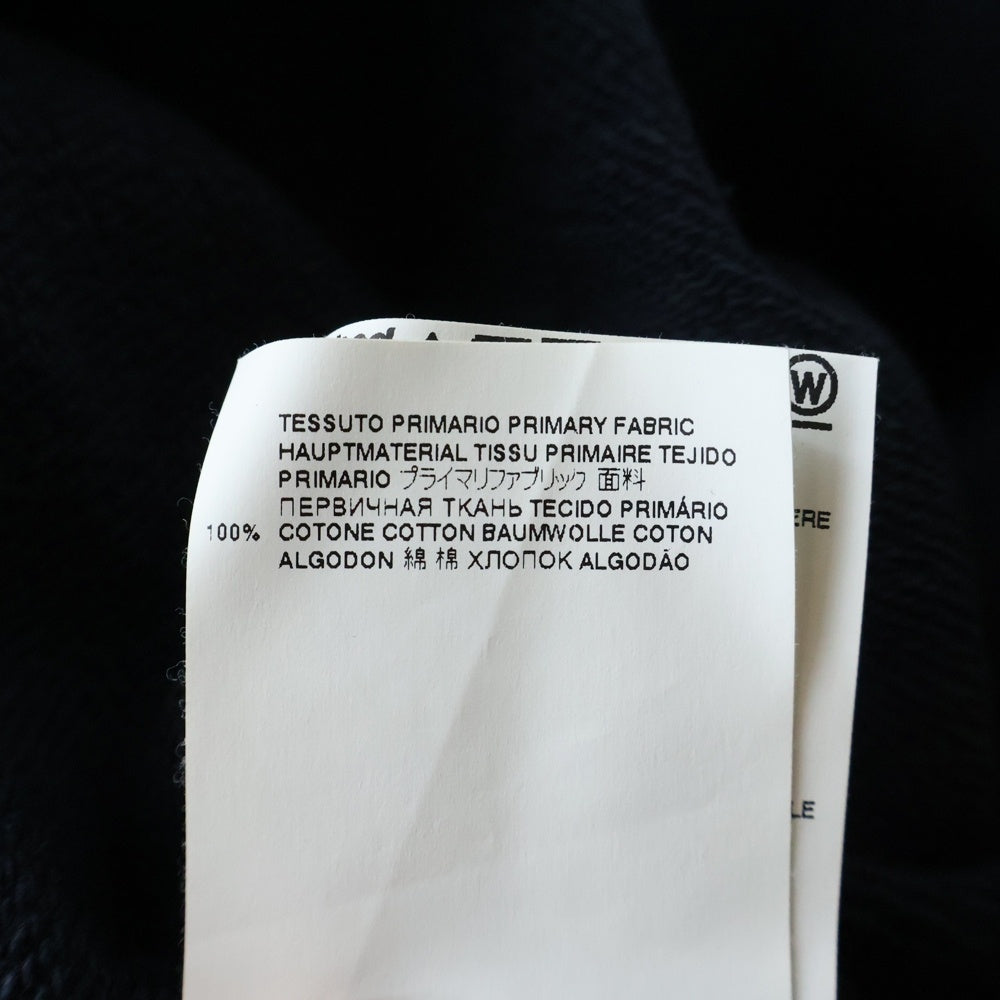 W
TESSUTO PRIMARIO PRIMARY FABRIC
HAUPTMATERIAL TISSU PRIMAIRE TEJIDO
PRIMARIO プライマリファブリック 面料
ПЕРВИЧНАЯ ТКАНЬ TECIDO PRIMÁRIO
100% COTONE COTTON BAUMWOLLE COTON
ALGODON 綿 棉 ХЛОПОК ALGODÃO